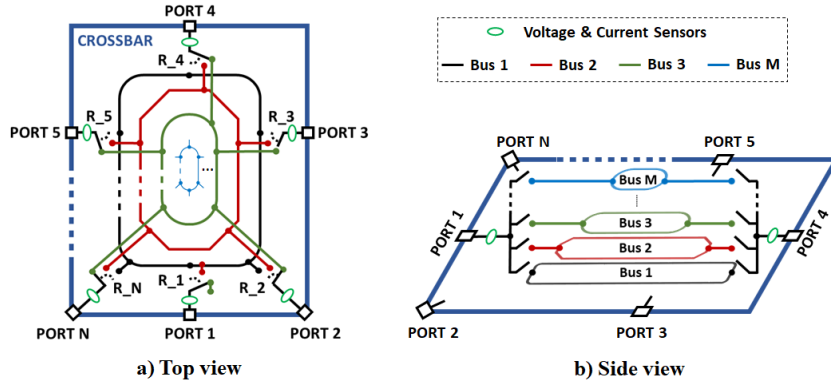 PORT 4
CROSSBAR
R_4
R_5
R_3
PORT 5
PORT 3
...
R_N
R_1
R_2
PORT N
PORT 1
PORT 2
a) Top view
Voltage & Current Sensors
Bus 1
Bus 2
Bus 3
Bus M
PORT N
PORT 5
Bus M
PORT 1
Bus 3
PORT 4
Bus 2
Bus 1
PORT 2
PORT 3
b) Side view